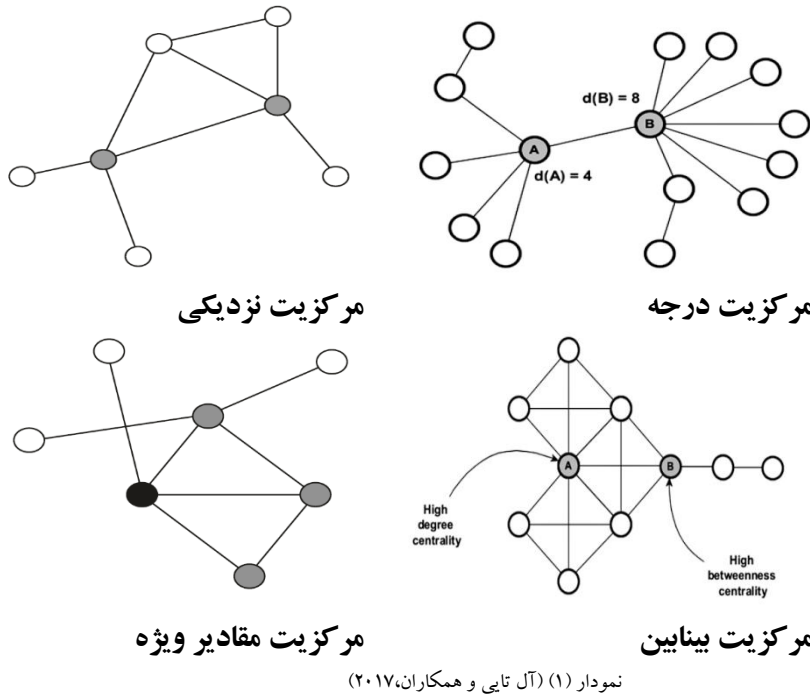 d(B) = 8
B
A
d(A) = 4
مرکزیت درجه
مرکزیت نزدیکی
A
B
High
degree
centrality
High
betweenness
centrality
مرکزیت بینابین
مرکزیت مقادیر ویژه
نمودار (۱) (آل تایی و همکاران،۲۰۱۷)